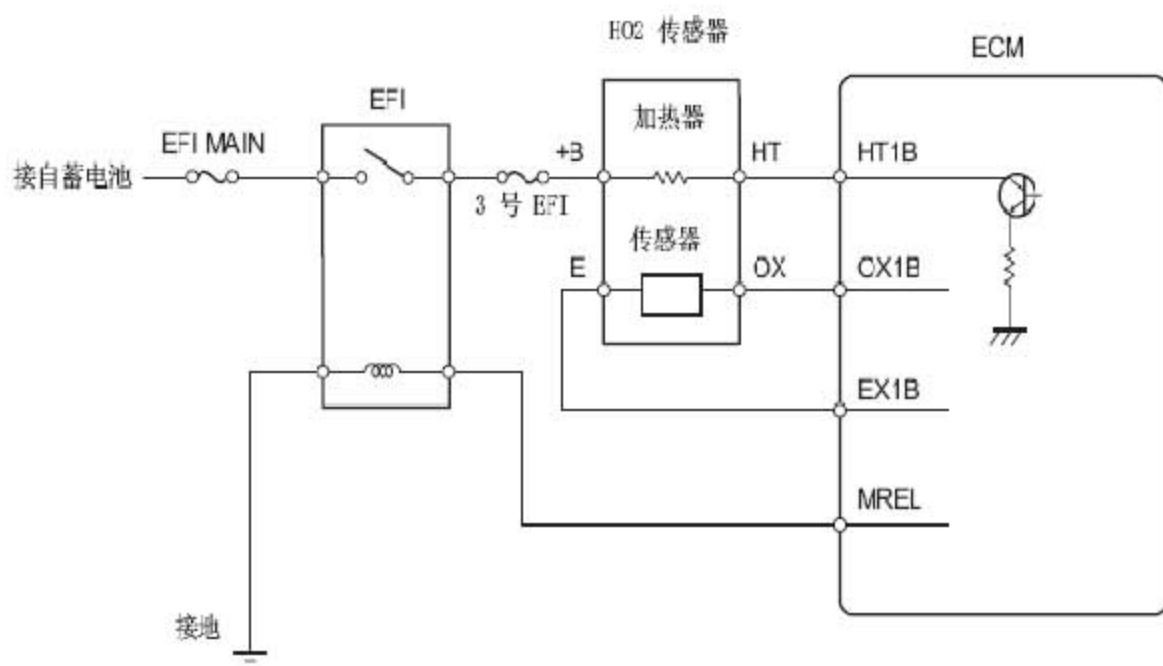 HO2 传感器
ECM
EFI
加热器
EFI MAIN
+B
HT
HT1B
接自蓄电池
3 号 EFI
传感器
E
OX
OX1B
EX1B
MREL
接地